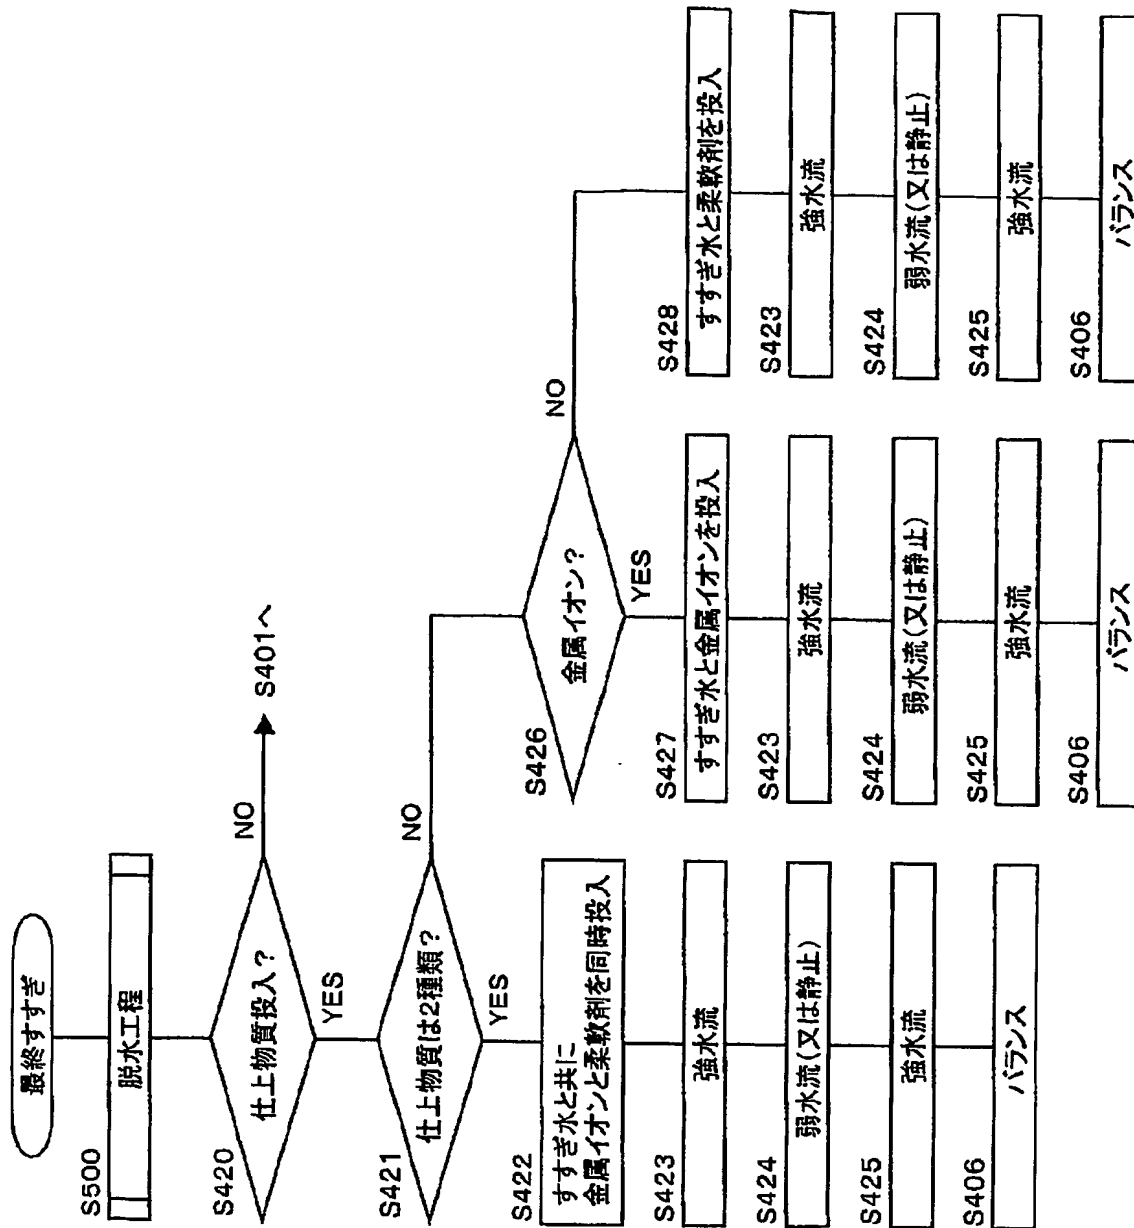 最終すすぎ
S500
脱水工程
S420
仕上物質投入?
NO
S401へ
YES
S421
仕上物質は2種類?
NO
YES
S422
すすぎ水と共に
金属イオンと柔軟剤を同時投入
S423
強水流
S424
弱水流(又は静止)
S425
強水流
S406
バランス
S426
金属イオン?
NO
YES
S427
すすぎ水と金属イオンを投入
S423
強水流
S424
弱水流(又は静止)
S425
強水流
S406
バランス
S428
すすぎ水と柔軟剤を投入
S423
強水流
S424
弱水流(又は静止)
S425
強水流
S406
バランス